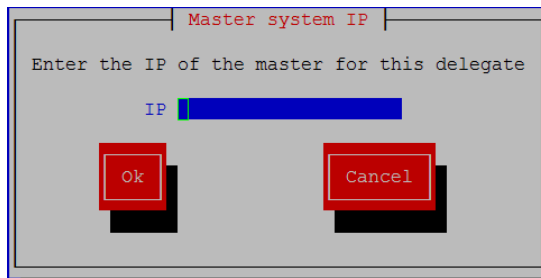 Master system IP
Enter the IP of the master for this delegate
IP
Ok Cancel